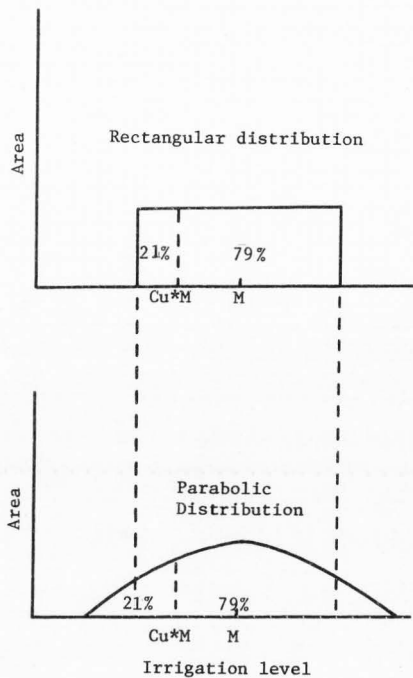 Area
Rectangular distribution
21% 79%
Cu*M M
Area
Parabolic
Distribution
21% 79%
Cu*M M
Irrigation level